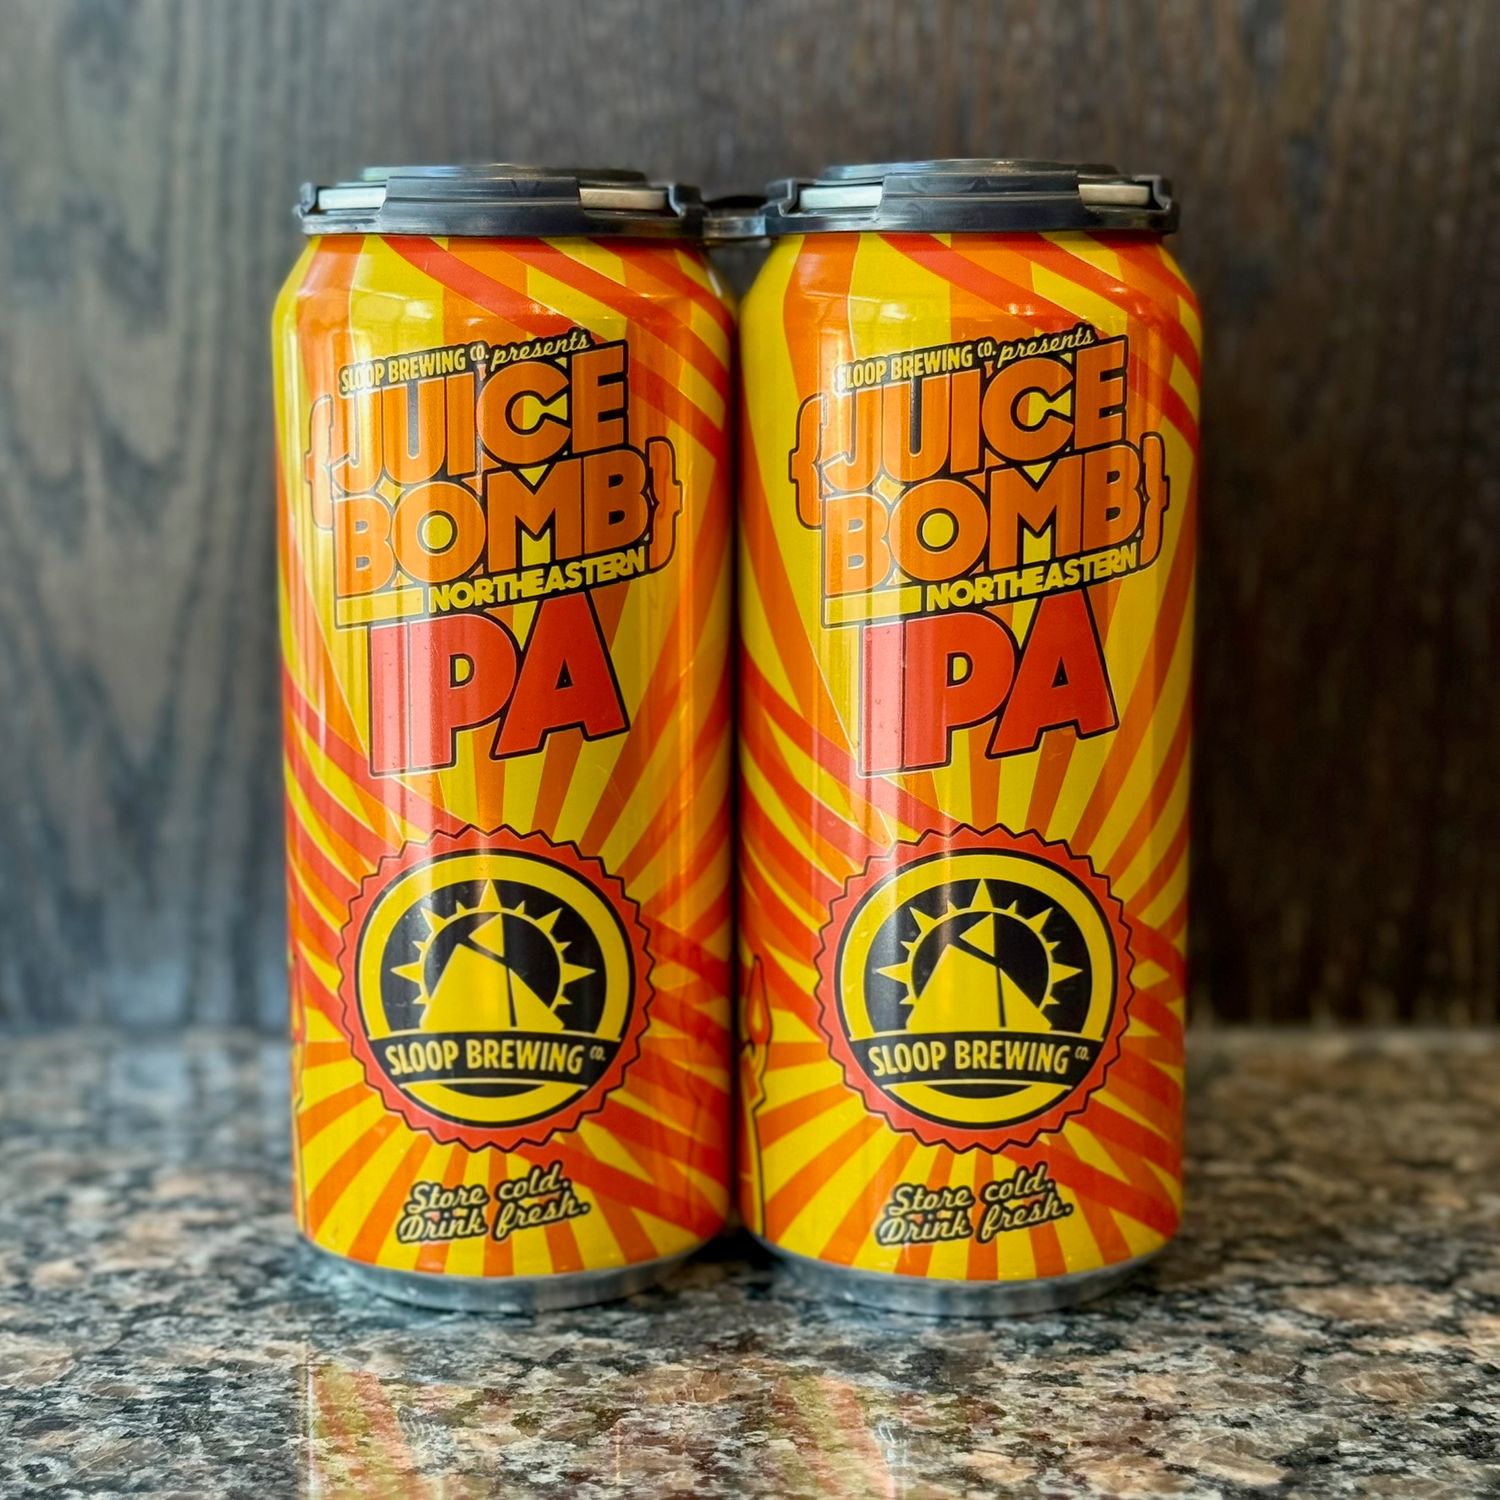 SLOOP BREWING CO. presents
{JUICE
BOMB}
NORTHEASTERN
IPA
SLOOP BREWING CO.
Store cold.
Drink fresh.
SLOOP BREWING CO. presents
{JUICE
BOMB}
NORTHEASTERN
IPA
SLOOP BREWING CO.
Store cold.
Drink fresh.